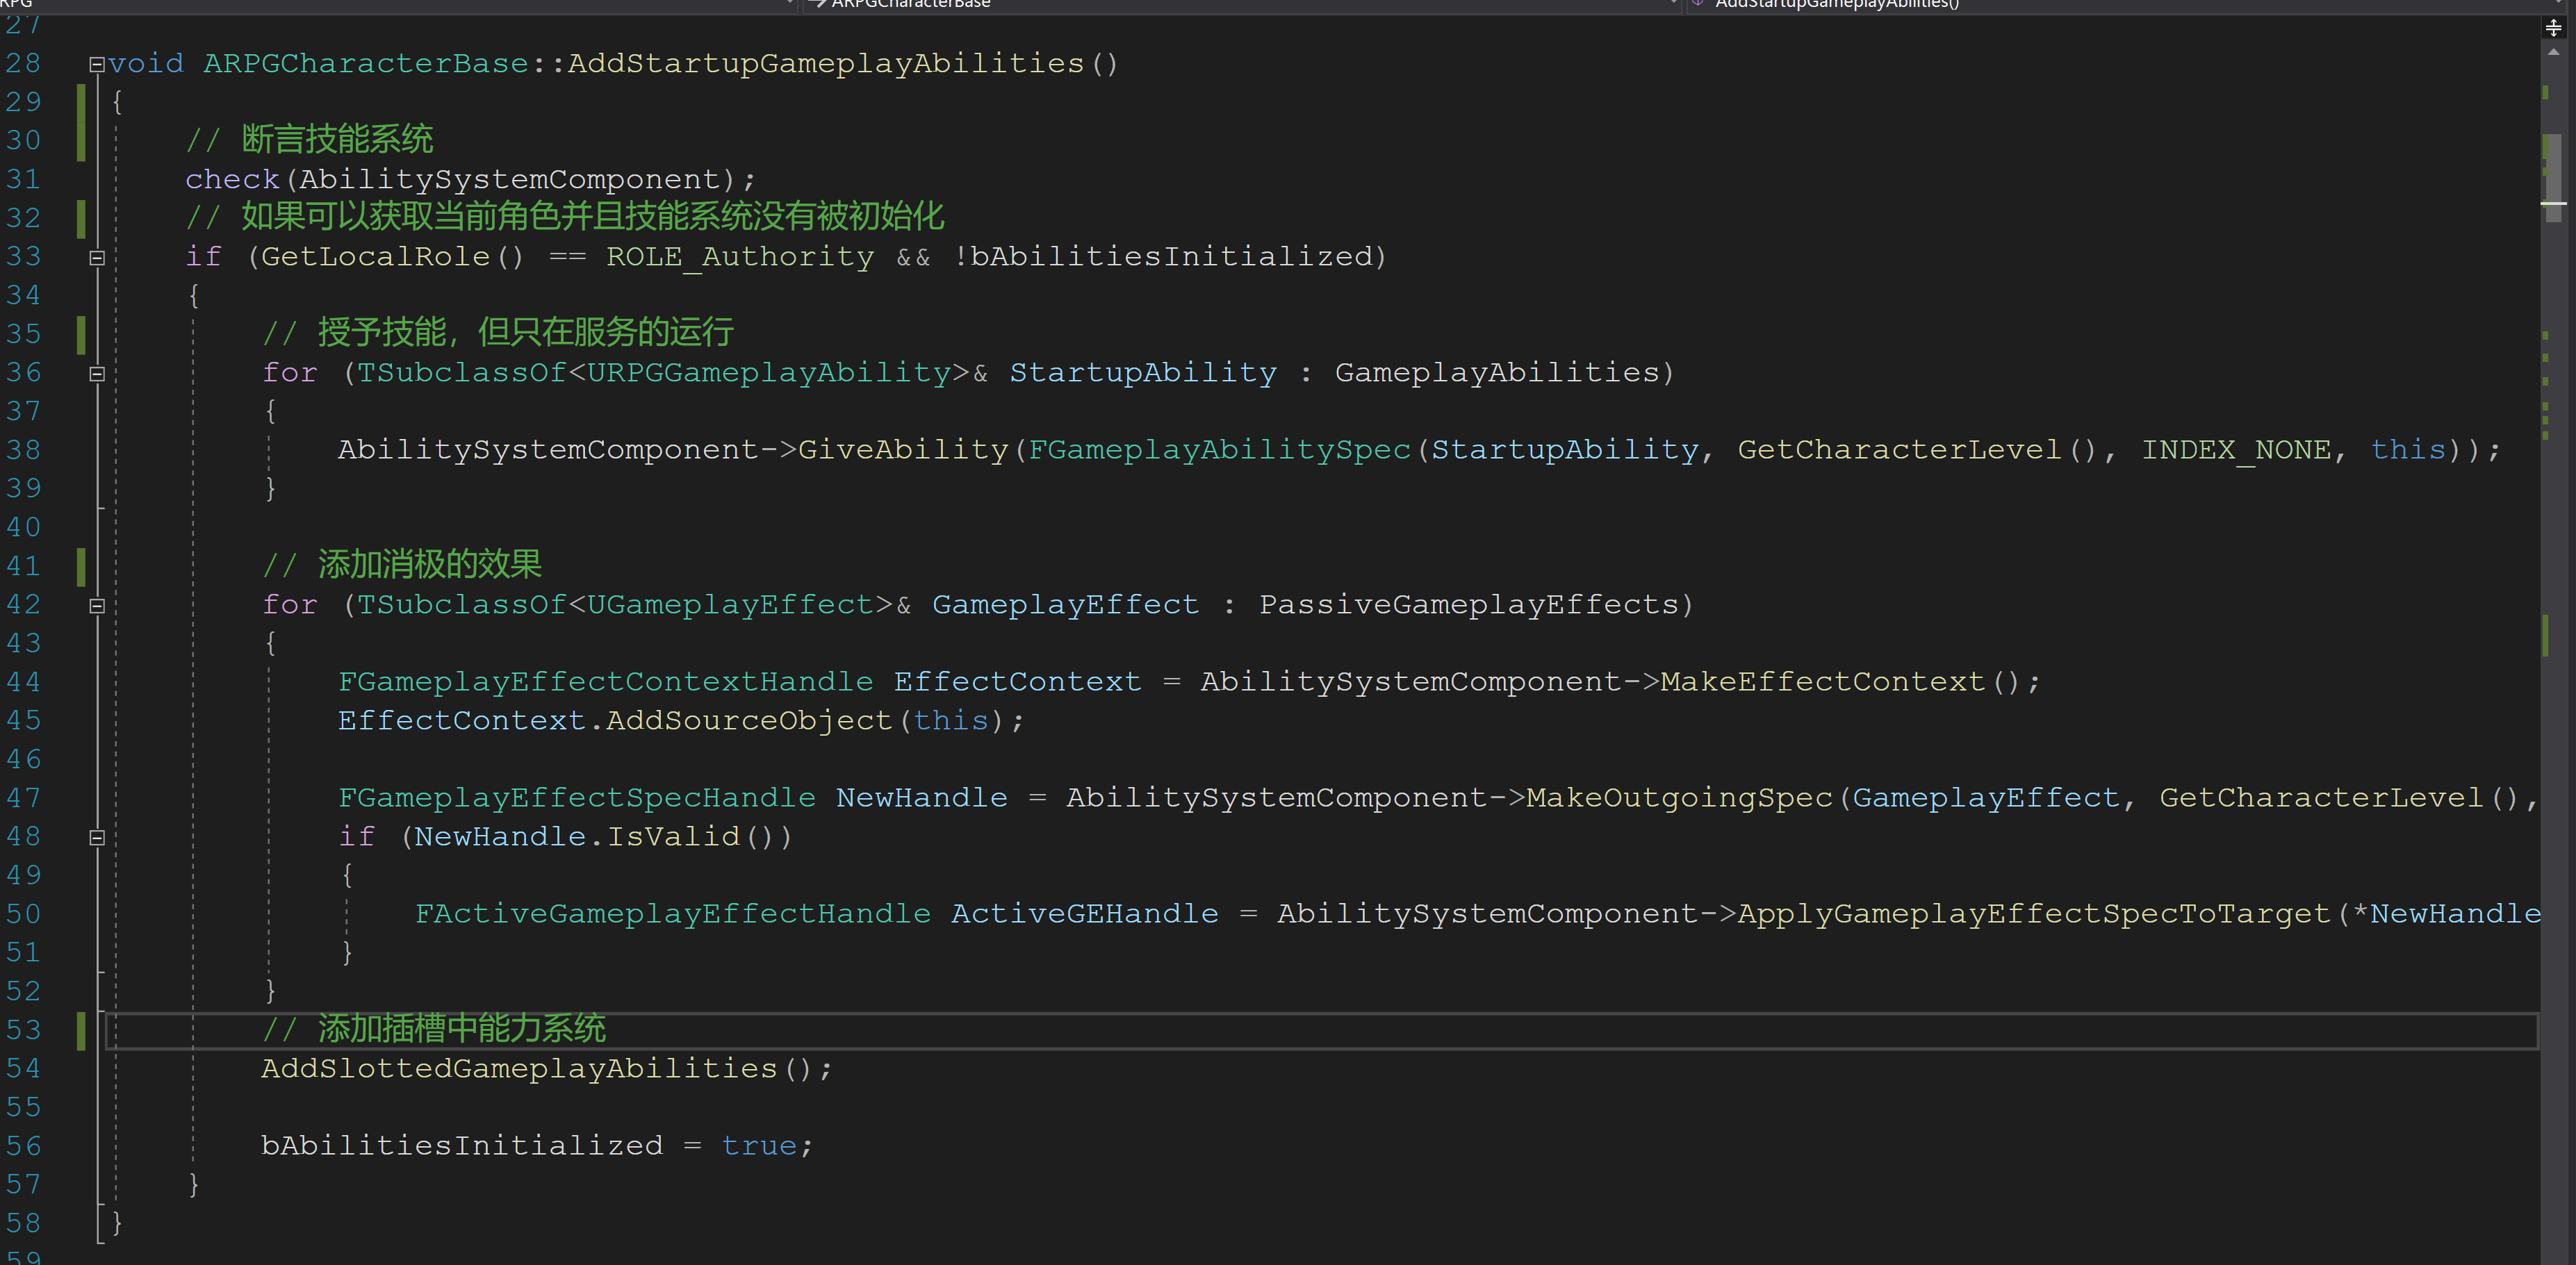 RPG ARPGCharacterBase AddStartupGameplayAbilities()
27
28 void ARPGCharacterBase::AddStartupGameplayAbilities()
29 {
30 // 断言技能系统
31 check(AbilitySystemComponent);
32 // 如果可以获取当前角色并且技能系统没有被初始化
33 if (GetLocalRole() == ROLE_Authority && !bAbilitiesInitialized)
34 {
35 // 授予技能，但只在服务的运行
36 for (TSubclassOf<URPGGameplayAbility>& StartupAbility : GameplayAbilities)
37 {
38 AbilitySystemComponent->GiveAbility(FGameplayAbilitySpec(StartupAbility, GetCharacterLevel(), INDEX_NONE, this));
39 }
40
41 // 添加消极的效果
42 for (TSubclassOf<UGameplayEffect>& GameplayEffect : PassiveGameplayEffects)
43 {
44 FGameplayEffectContextHandle EffectContext = AbilitySystemComponent->MakeEffectContext();
45 EffectContext.AddSourceObject(this);
46
47 FGameplayEffectSpecHandle NewHandle = AbilitySystemComponent->MakeOutgoingSpec(GameplayEffect, GetCharacterLevel(),
48 if (NewHandle.IsValid())
49 {
50 FActiveGameplayEffectHandle ActiveGEHandle = AbilitySystemComponent->ApplyGameplayEffectSpecToTarget(*NewHandle
51 }
52 }
53 // 添加插槽中能力系统
54 AddSlottedGameplayAbilities();
55
56 bAbilitiesInitialized = true;
57 }
58 }
59